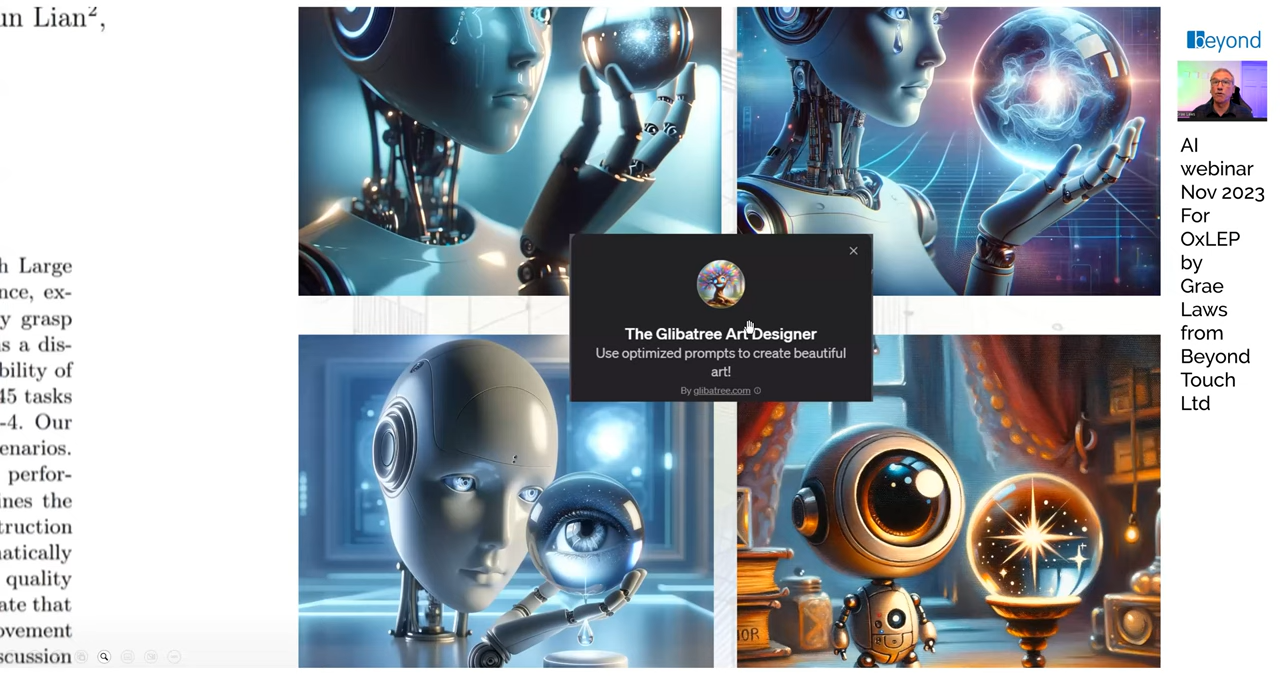 un Lian²,
h Large
nce, ex-
y grasp
s a dis-
bility of
45 tasks
-4. Our
enarios.
perfor-
ines the
truction
natically
quality
ate that
ovement
scussion
The Glibatree Art Designer
Use optimized prompts to create beautiful
art!
By glibatree.com
IOR
Beyond
AI
webinar
Nov 2023
For
OxLEP
by
Grae
Laws
from
Beyond
Touch
Ltd